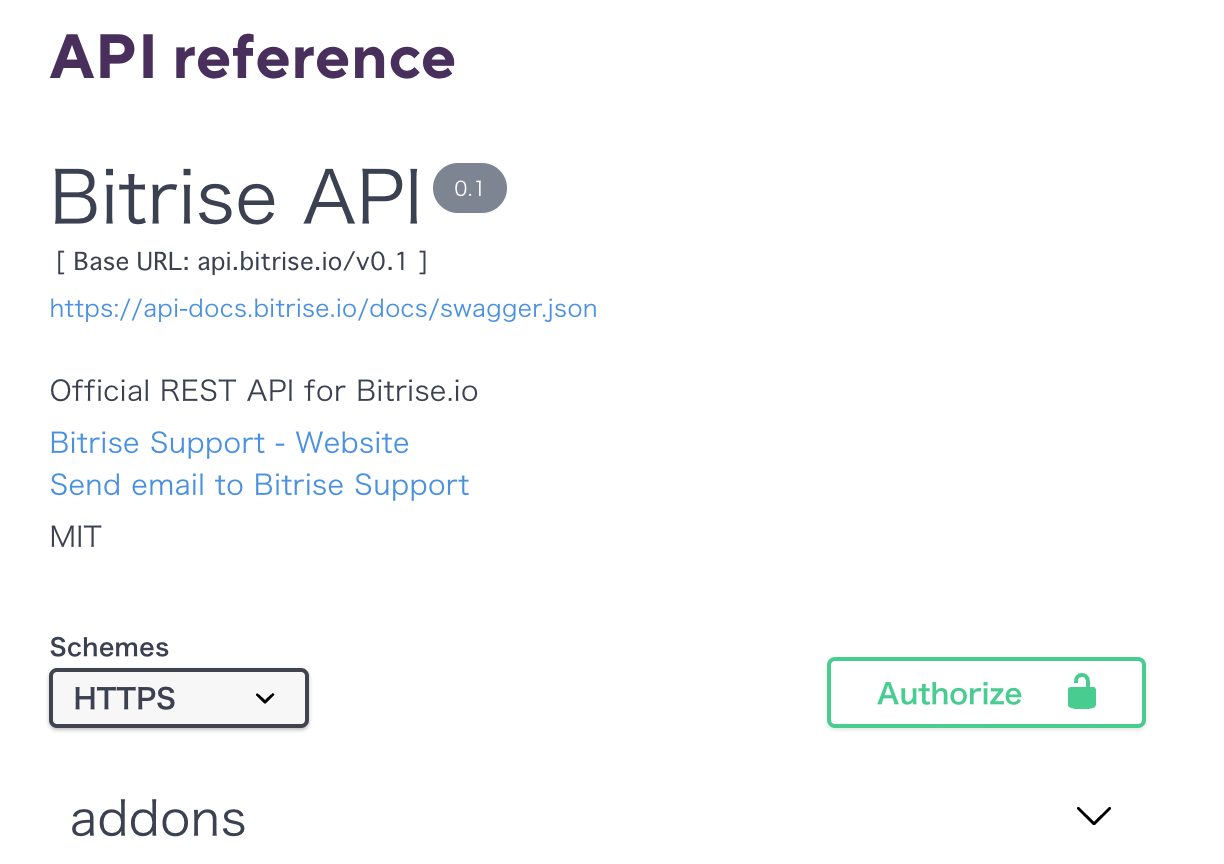 API reference
Bitrise API 0.1
[ Base URL: api.bitrise.io/v0.1 ]
https://api-docs.bitrise.io/docs/swagger.json
Official REST API for Bitrise.io
Bitrise Support - Website
Send email to Bitrise Support
MIT
Schemes
HTTPS
Authorize
addons